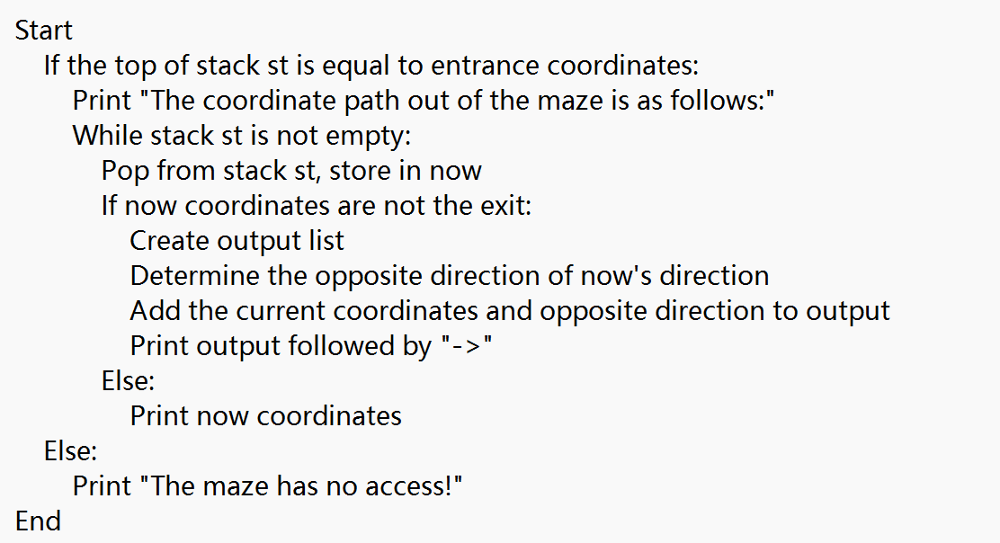 Start
If the top of stack st is equal to entrance coordinates:
Print "The coordinate path out of the maze is as follows:"
While stack st is not empty:
Pop from stack st, store in now
If now coordinates are not the exit:
Create output list
Determine the opposite direction of now's direction
Add the current coordinates and opposite direction to output
Print output followed by "->"
Else:
Print now coordinates
Else:
Print "The maze has no access!"
End